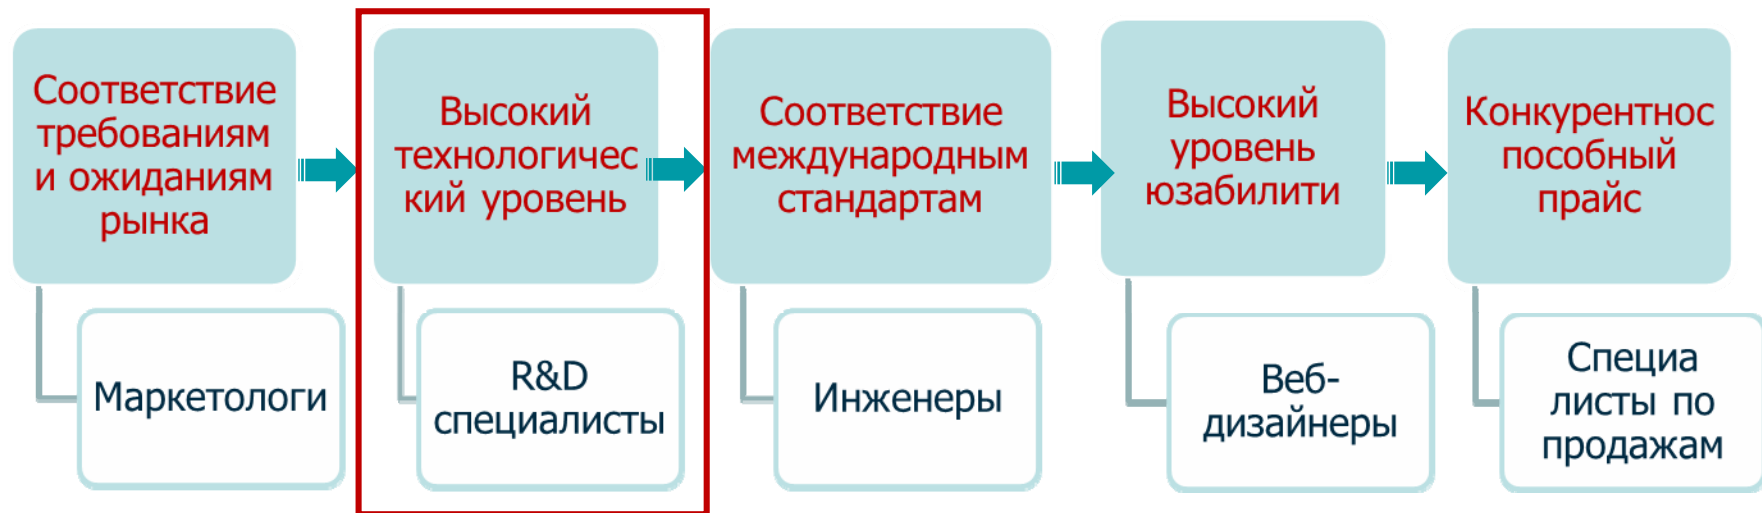 Соответствие
требованиям
и ожиданиям
рынка
Высокий
технологичес
кий уровень
Соответствие
международным
стандартам
Высокий
уровень
юзабилити
Конкурентнос
пособный
прайс
Маркетологи
R&D
специалисты
Инженеры
Веб-
дизайнеры
Специа
листы по
продажам